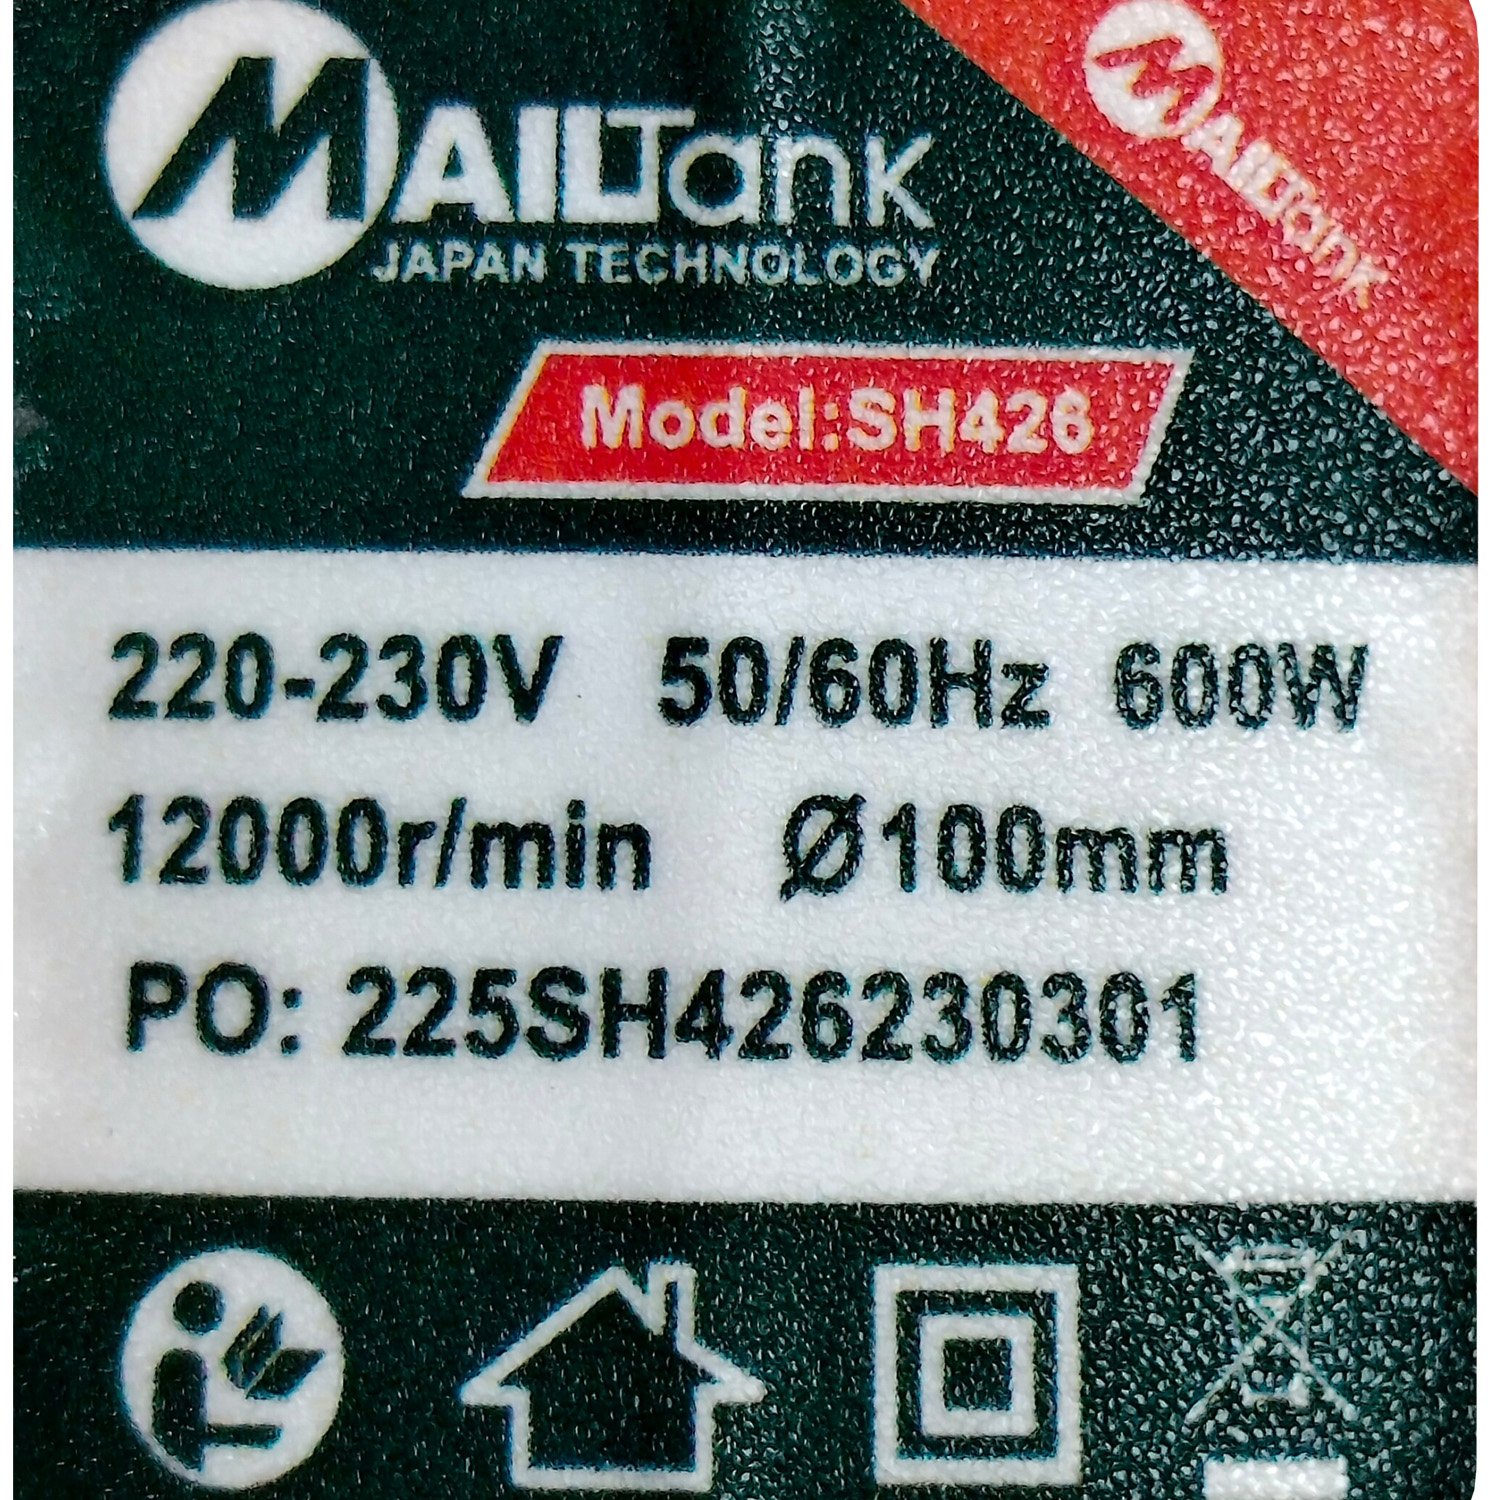 MAILTank
JAPAN TECHNOLOGY
MAILTank
Model:SH426
220-230V 50/60Hz 600W
12000r/min Ø100mm
PO: 225SH426230301